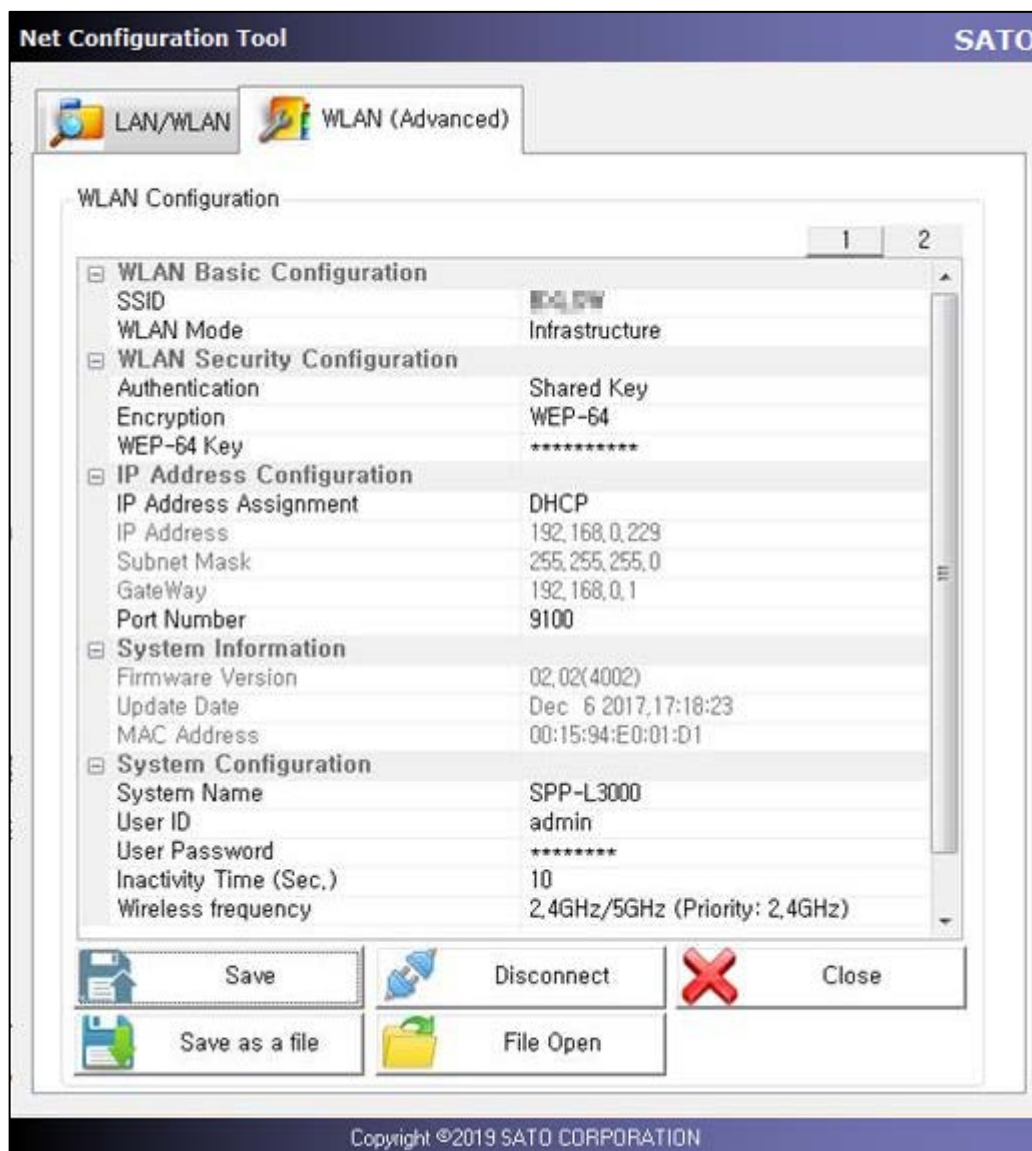 Net Configuration Tool SATO
LAN/WLAN WLAN (Advanced)
WLAN Configuration
1 2
WLAN Basic Configuration
SSID
WLAN Mode Infrastructure
WLAN Security Configuration
Authentication Shared Key
Encryption WEP-64
WEP-64 Key **********
IP Address Configuration
IP Address Assignment DHCP
IP Address 192.168.0.229
Subnet Mask 255.255.255.0
GateWay 192.168.0.1
Port Number 9100
System Information
Firmware Version 02.02(4002)
Update Date Dec 6 2017,17:18:23
MAC Address 00:15:94:E0:01:D1
System Configuration
System Name SPP-L3000
User ID admin
User Password ********
Inactivity Time (Sec.) 10
Wireless frequency 2.4GHz/5GHz (Priority: 2.4GHz)
Save Disconnect Close
Save as a file File Open
Copyright ©2019 SATO CORPORATION